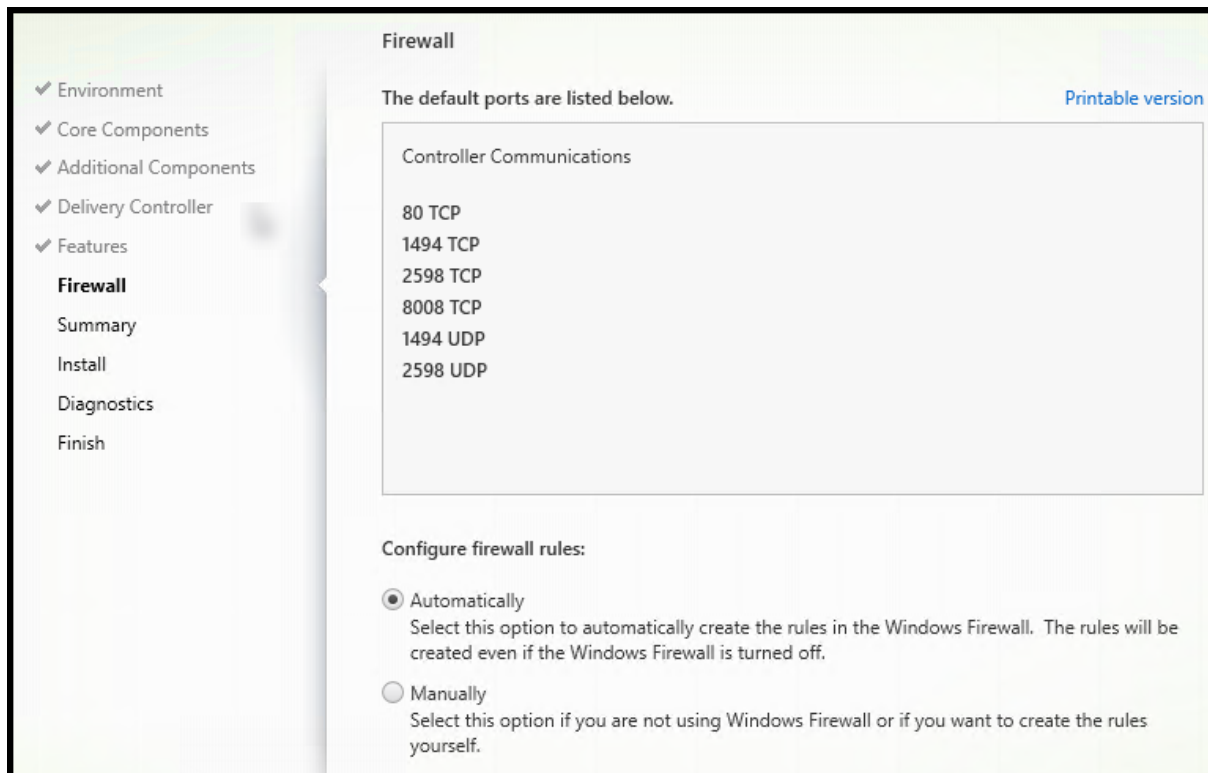 Firewall
Environment
Core Components
Additional Components
Delivery Controller
Features
Firewall
Summary
Install
Diagnostics
Finish
The default ports are listed below.
Printable version
Controller Communications
80 TCP
1494 TCP
2598 TCP
8008 TCP
1494 UDP
2598 UDP
Configure firewall rules:
Automatically
Select this option to automatically create the rules in the Windows Firewall. The rules will be
created even if the Windows Firewall is turned off.
Manually
Select this option if you are not using Windows Firewall or if you want to create the rules
yourself.